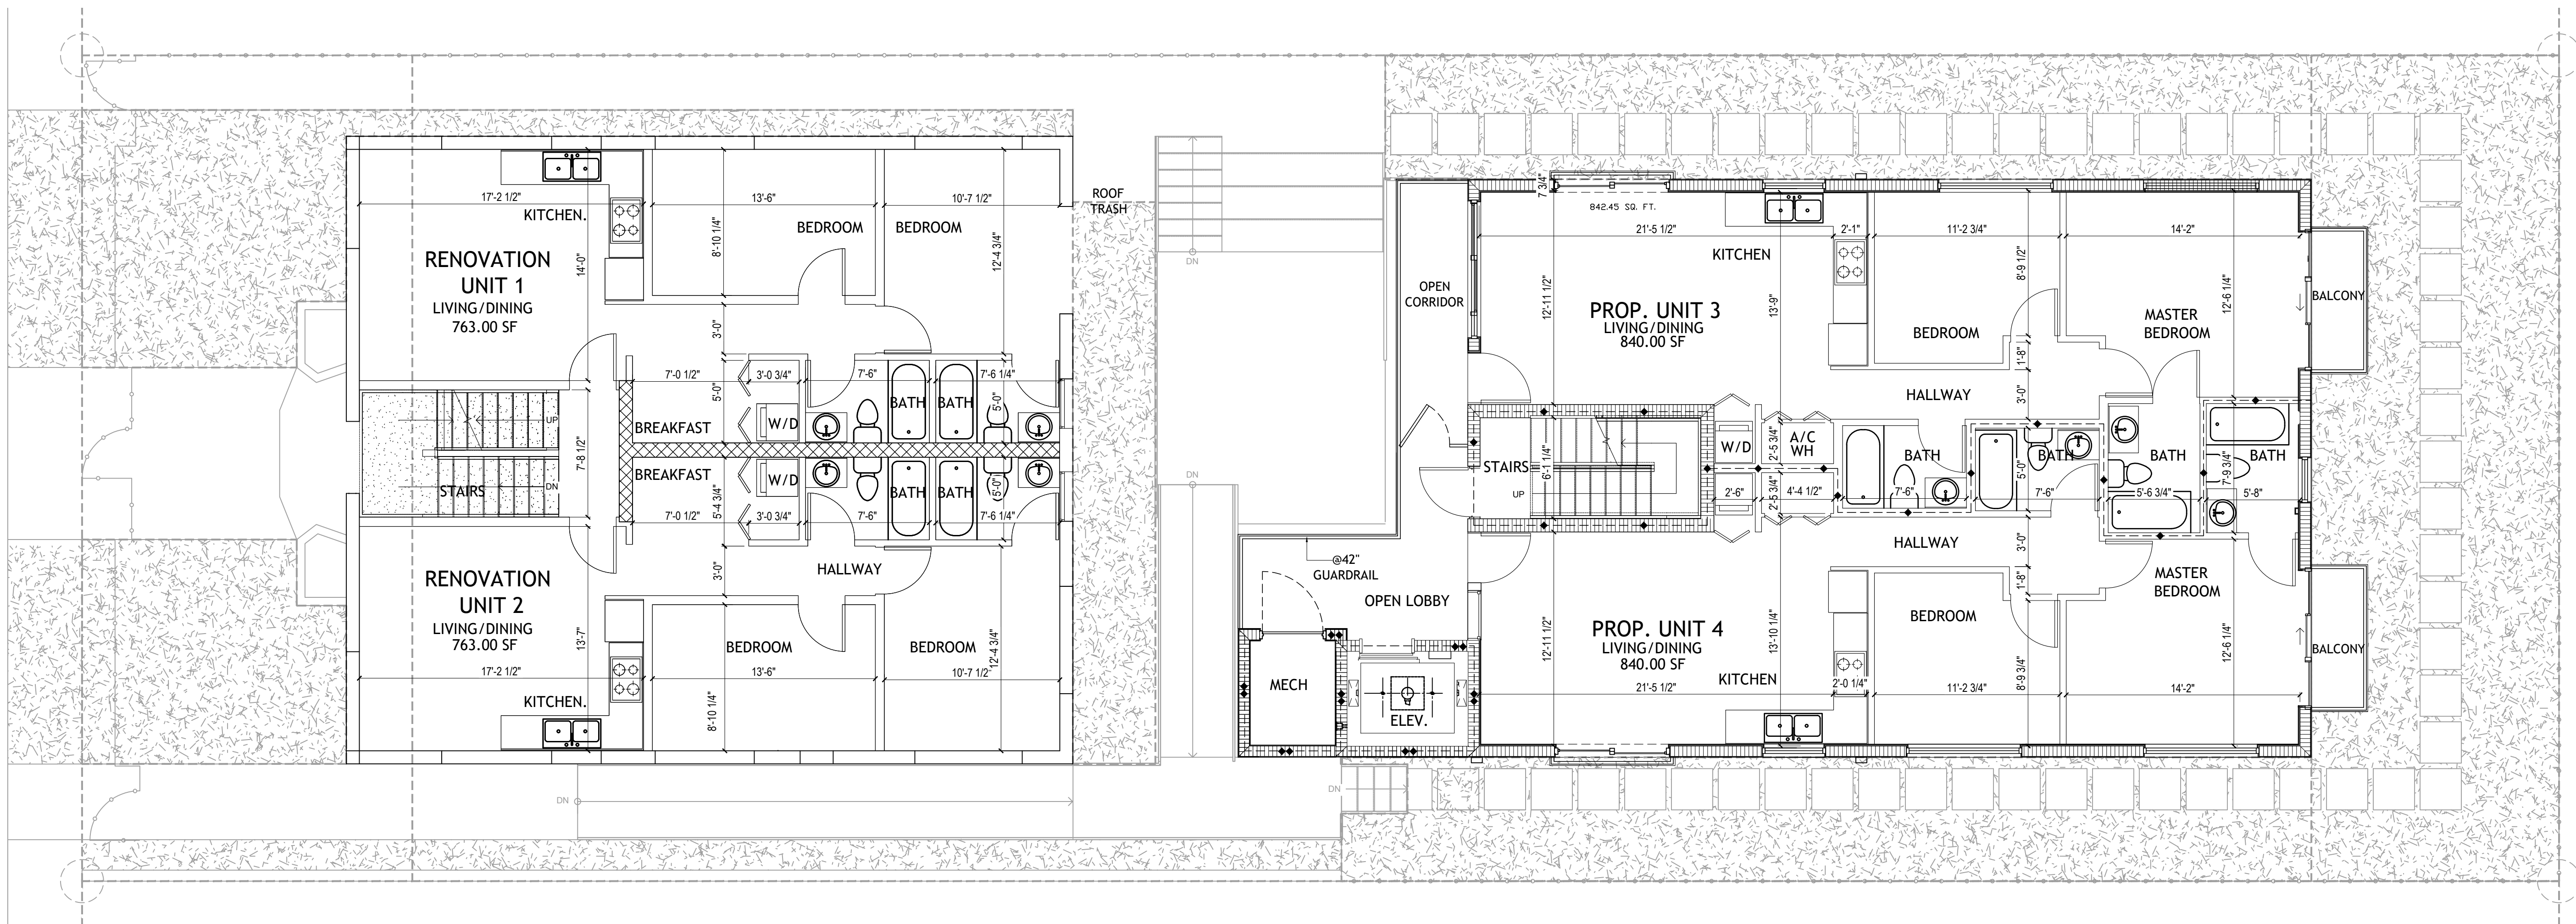 17'-2 1/2"
KITCHEN.
13'-6"
BEDROOM
BEDROOM
10'-7 1/2"
8'-10 1/4"
12'-4 3/4"
14'-0"
RENOVATION
UNIT 1
LIVING/DINING
763.00 SF
3'-0"
7'-0 1/2"
3'-0 3/4"
7'-6"
7'-6 1/4"
5'-0"
5'-0"
BATH
BATH
W/D
BREAKFAST
UP
7'-8 1/2"
STAIRS
DN
BREAKFAST
W/D
BATH
BATH
5'-4 3/4"
(5'-0")
7'-0 1/2"
3'-0 3/4"
7'-6"
7'-6 1/4"
3'-0"
HALLWAY
RENOVATION
UNIT 2
LIVING/DINING
763.00 SF
13'-7"
BEDROOM
BEDROOM
12'-4 3/4"
17'-2 1/2"
13'-6"
10'-7 1/2"
KITCHEN.
8'-10 1/4"
DN
ROOF
TRASH
DN
DN
OPEN
CORRIDOR
7 3/4"
842.45 SQ. FT.
21'-5 1/2"
2'-1"
11'-2 3/4"
14'-2"
KITCHEN
8'-9 1/2"
12'-11 1/2"
13'-9"
12'-6 1/4"
BALCONY
PROP. UNIT 3
LIVING/DINING
840.00 SF
BEDROOM
MASTER
BEDROOM
1'-8"
HALLWAY
3'-0"
STAIRS
UP
6'-1 1/4"
W/D
A/C
WH
2'-5 3/4"
BATH
BATH
BATH
BATH
5'-0"
7'-9 3/4"
2'-6"
2'-5 3/4"
4'-4 1/2"
7'-6"
7'-6"
5'-6 3/4"
5'-8"
@42"
GUARDRAIL
OPEN LOBBY
HALLWAY
3'-0"
1'-8"
MASTER
BEDROOM
BEDROOM
PROP. UNIT 4
LIVING/DINING
840.00 SF
12'-11 1/2"
13'-10 1/4"
8'-9 3/4"
12'-6 1/4"
BALCONY
MECH
ELEV.
KITCHEN
21'-5 1/2"
2'-0 1/4"
11'-2 3/4"
14'-2"
DN